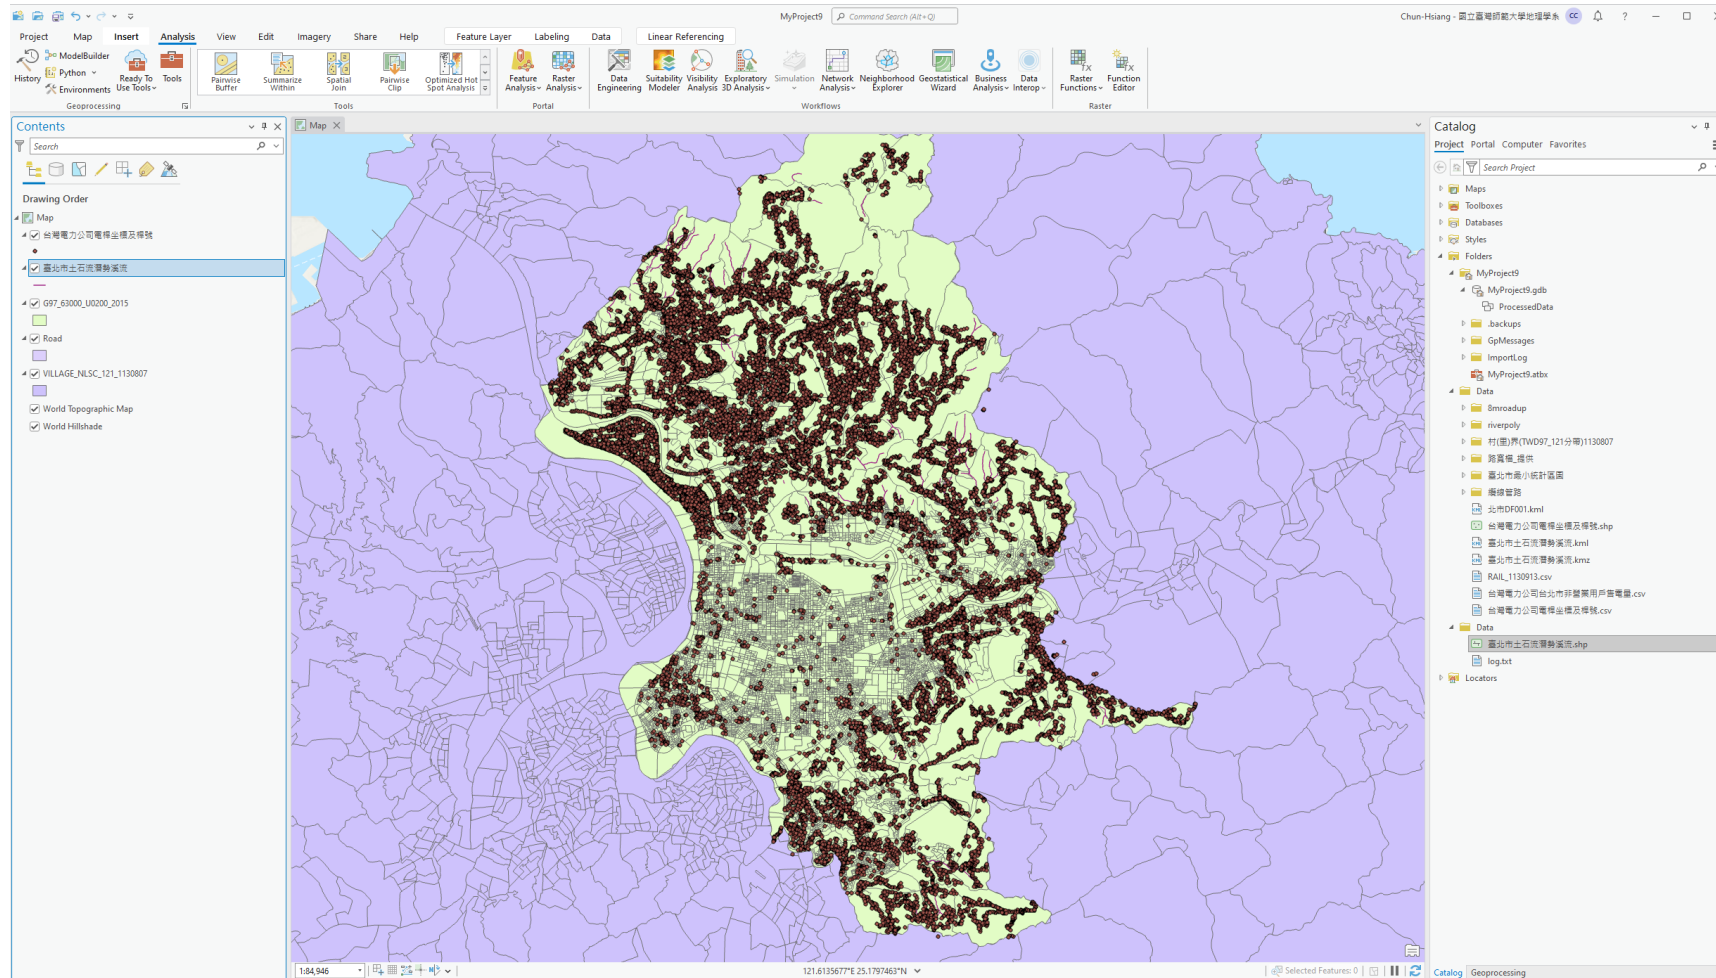 MyProject9
Command Search (Alt+Q)
Chun-Hsiang - 國立臺灣師範大學地理學系
CC
?
Project
Map
Insert
Analysis
View
Edit
Imagery
Share
Help
Feature Layer
Labeling
Data
Linear Referencing
History
ModelBuilder
Python
Environments
Ready To Use Tools
Tools
Geoprocessing
Pairwise Buffer
Summarize Within
Spatial Join
Pairwise Clip
Optimized Hot Spot Analysis
Tools
Feature Analysis
Raster Analysis
Portal
Data Engineering
Suitability Modeler
Visibility Analysis
Exploratory 3D Analysis
Simulation
Network Analysis
Neighborhood Explorer
Geostatistical Wizard
Business Analysis
Data Interop
Workflows
Raster Functions
Function Editor
Raster
Contents
Search
Drawing Order
Map
台灣電力公司電桿坐標及桿號
臺北市土石流潛勢溪流
G97_63000_U0200_2015
Road
VILLAGE_NLSC_121_1130807
World Topographic Map
World Hillshade
Map
1:84,946
121.6135677°E 25.1797463°N
Selected Features: 0
Catalog
Project
Portal
Computer
Favorites
Search Project
Maps
Toolboxes
Databases
Styles
Folders
MyProject9
MyProject9.gdb
ProcessedData
.backups
GpMessages
ImportLog
MyProject9.atbx
Data
8mroadup
riverpoly
村(里)界(TWD97_121分帶)1130807
路寬檔_提供
臺北市最小統計區圖
纜線管路
北市DF001.kml
台灣電力公司電桿坐標及桿號.shp
臺北市土石流潛勢溪流.kml
臺北市土石流潛勢溪流.kmz
RAIL_1130913.csv
台灣電力公司台北市非營業用戶售電量.csv
台灣電力公司電桿坐標及桿號.csv
Data
臺北市土石流潛勢溪流.shp
log.txt
Locators
Catalog
Geoprocessing